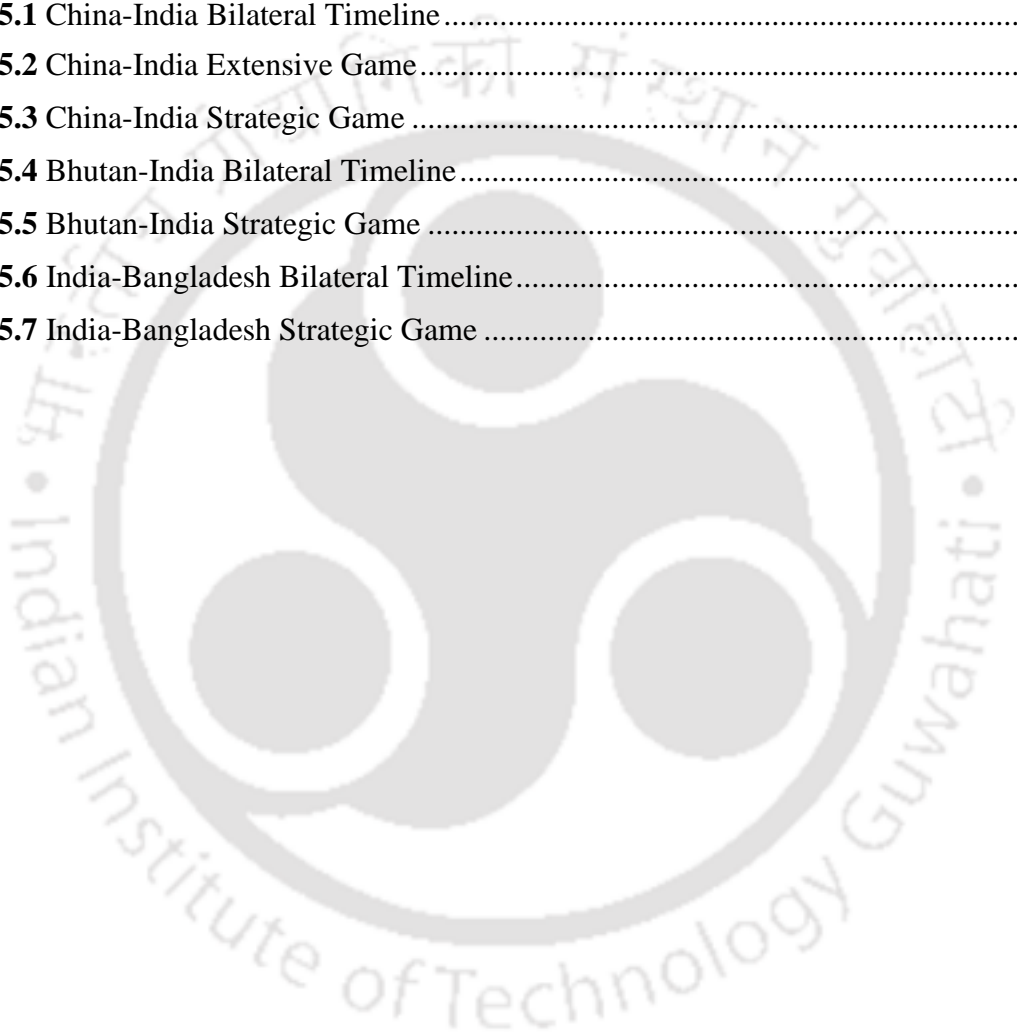 5.1 China-India Bilateral Timeline...............................................................................
5.2 China-India Extensive Game...................................................................................
5.3 China-India Strategic Game ...................................................................................
5.4 Bhutan-India Bilateral Timeline.............................................................................
5.5 Bhutan-India Strategic Game .................................................................................
5.6 India-Bangladesh Bilateral Timeline......................................................................
5.7 India-Bangladesh Strategic Game ..........................................................................
Indian Institute of Technology Guwahati